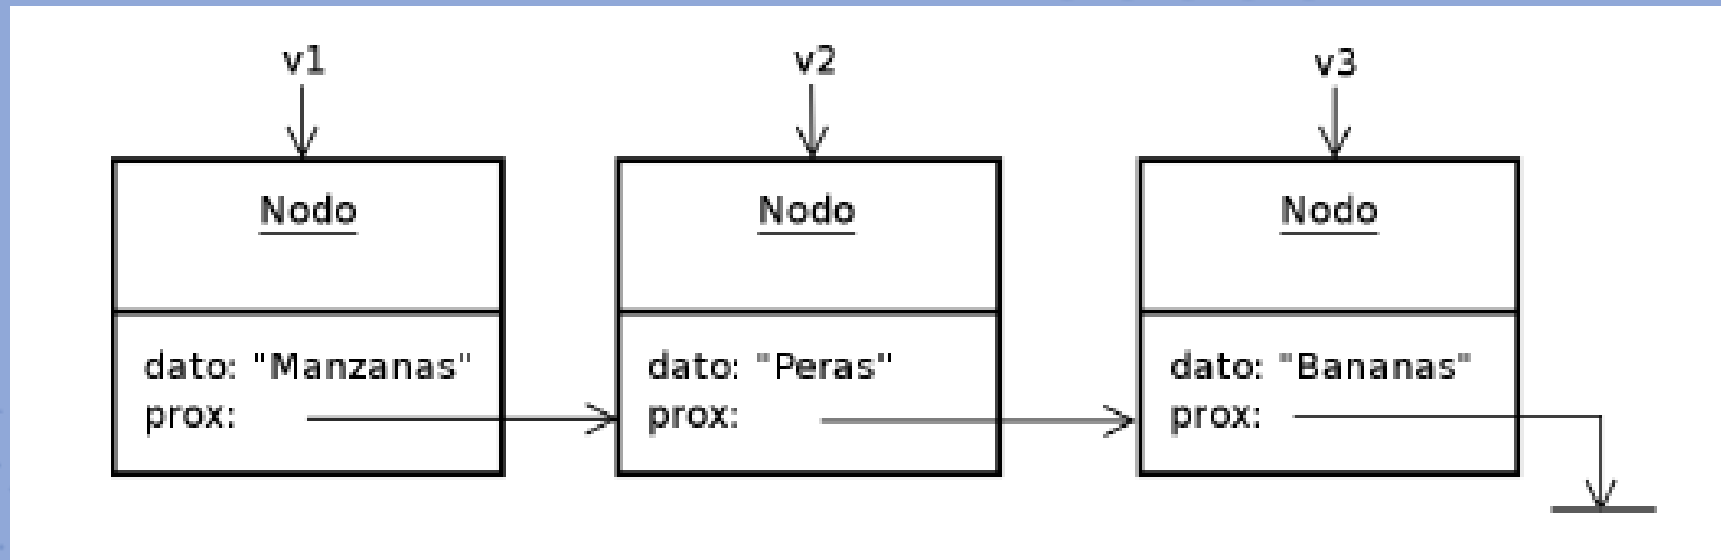 v1
v2
v3
Nodo
Nodo
Nodo
dato: "Manzanas"
prox:
dato: "Peras"
prox:
dato: "Bananas"
prox: